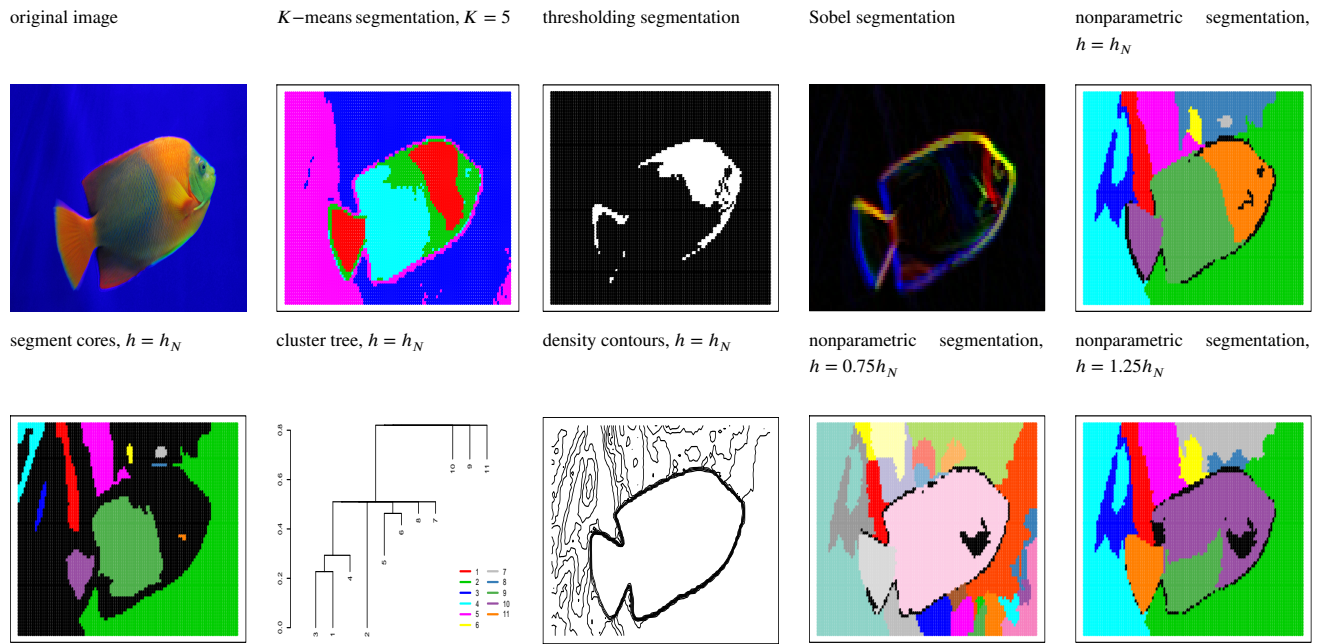 original image
K−means segmentation, K = 5
thresholding segmentation
Sobel segmentation
nonparametric segmentation,
h = h_N
segment cores, h = h_N
cluster tree, h = h_N
density contours, h = h_N
nonparametric segmentation,
h = 0.75h_N
nonparametric segmentation,
h = 1.25h_N
0.8
0.6
0.4
0.2
0.0
10
9
11
8
7
6
5
4
3
1
2
1
2
3
4
5
6
7
8
9
10
11